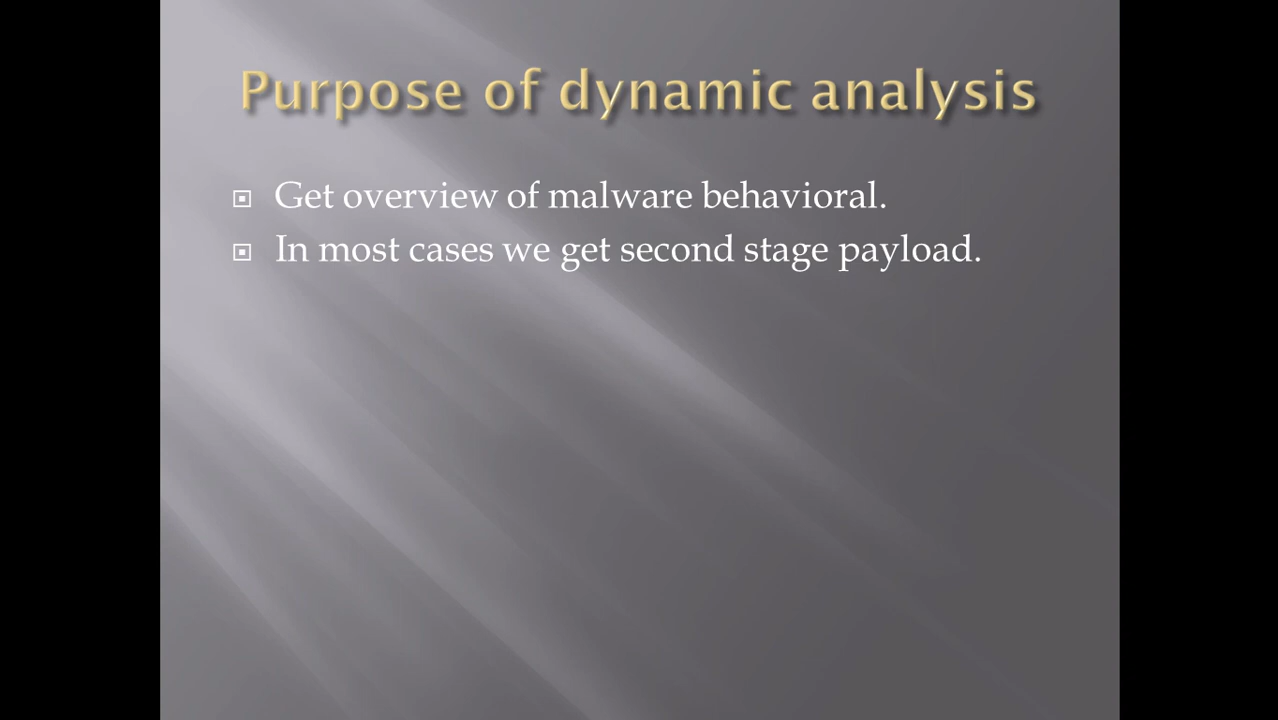 Purpose of dynamic analysis
Get overview of malware behavioral.
In most cases we get second stage payload.